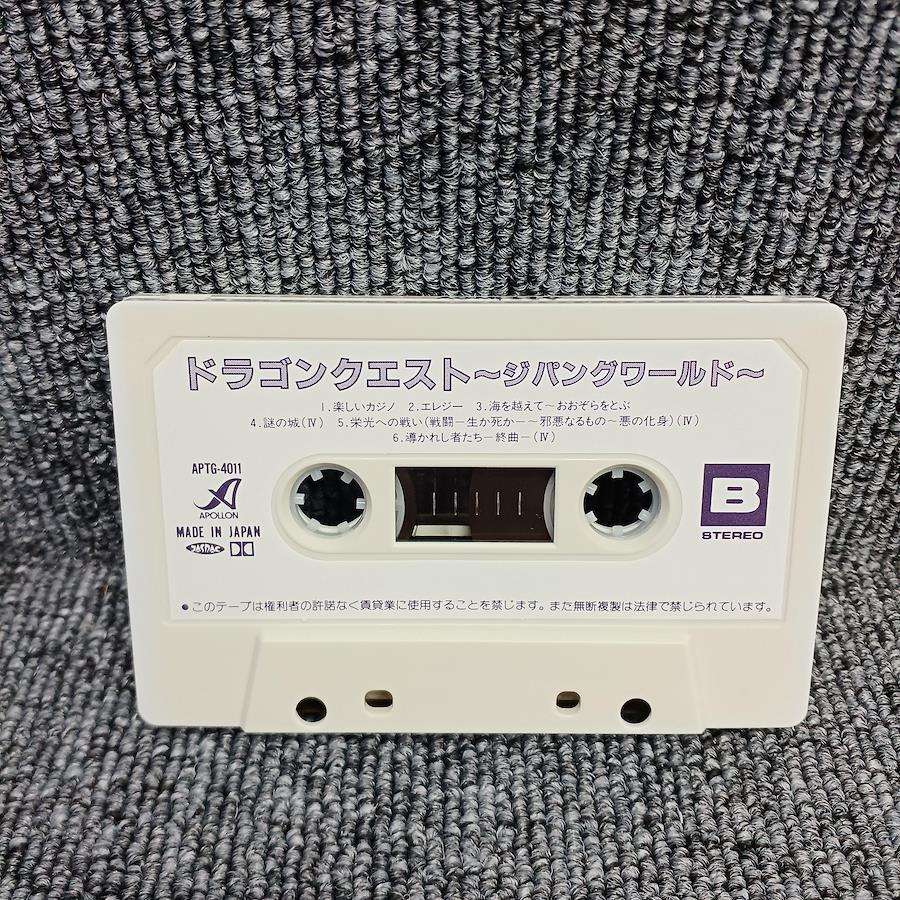 ドラゴンクエスト〜ジパングワールド〜
1.楽しいカジノ 2.エレジー 3.海を越えて〜おおぞらをとぶ
4.謎の城(Ⅳ) 5.栄光への戦い(戦闘−生か死か−〜邪悪なるもの〜悪の化身)(Ⅳ)
6.導かれし者たち−終曲−(Ⅳ)
APTG-4011
APOLLON
MADE IN JAPAN
JASRAC
B
STEREO
●このテープは権利者の許諾なく賃貸業に使用することを禁じます。また無断複製は法律で禁じられています。